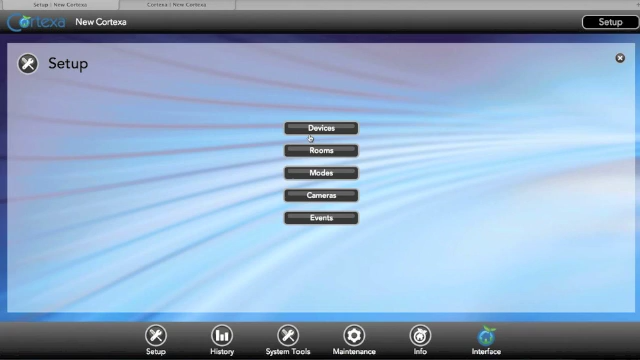 Setup | New Cortexa
Cortexa | New Cortexa
Cortexa
New Cortexa
Setup
Setup
Devices
Rooms
Modes
Cameras
Events
Setup
History
System Tools
Maintenance
Info
Interface